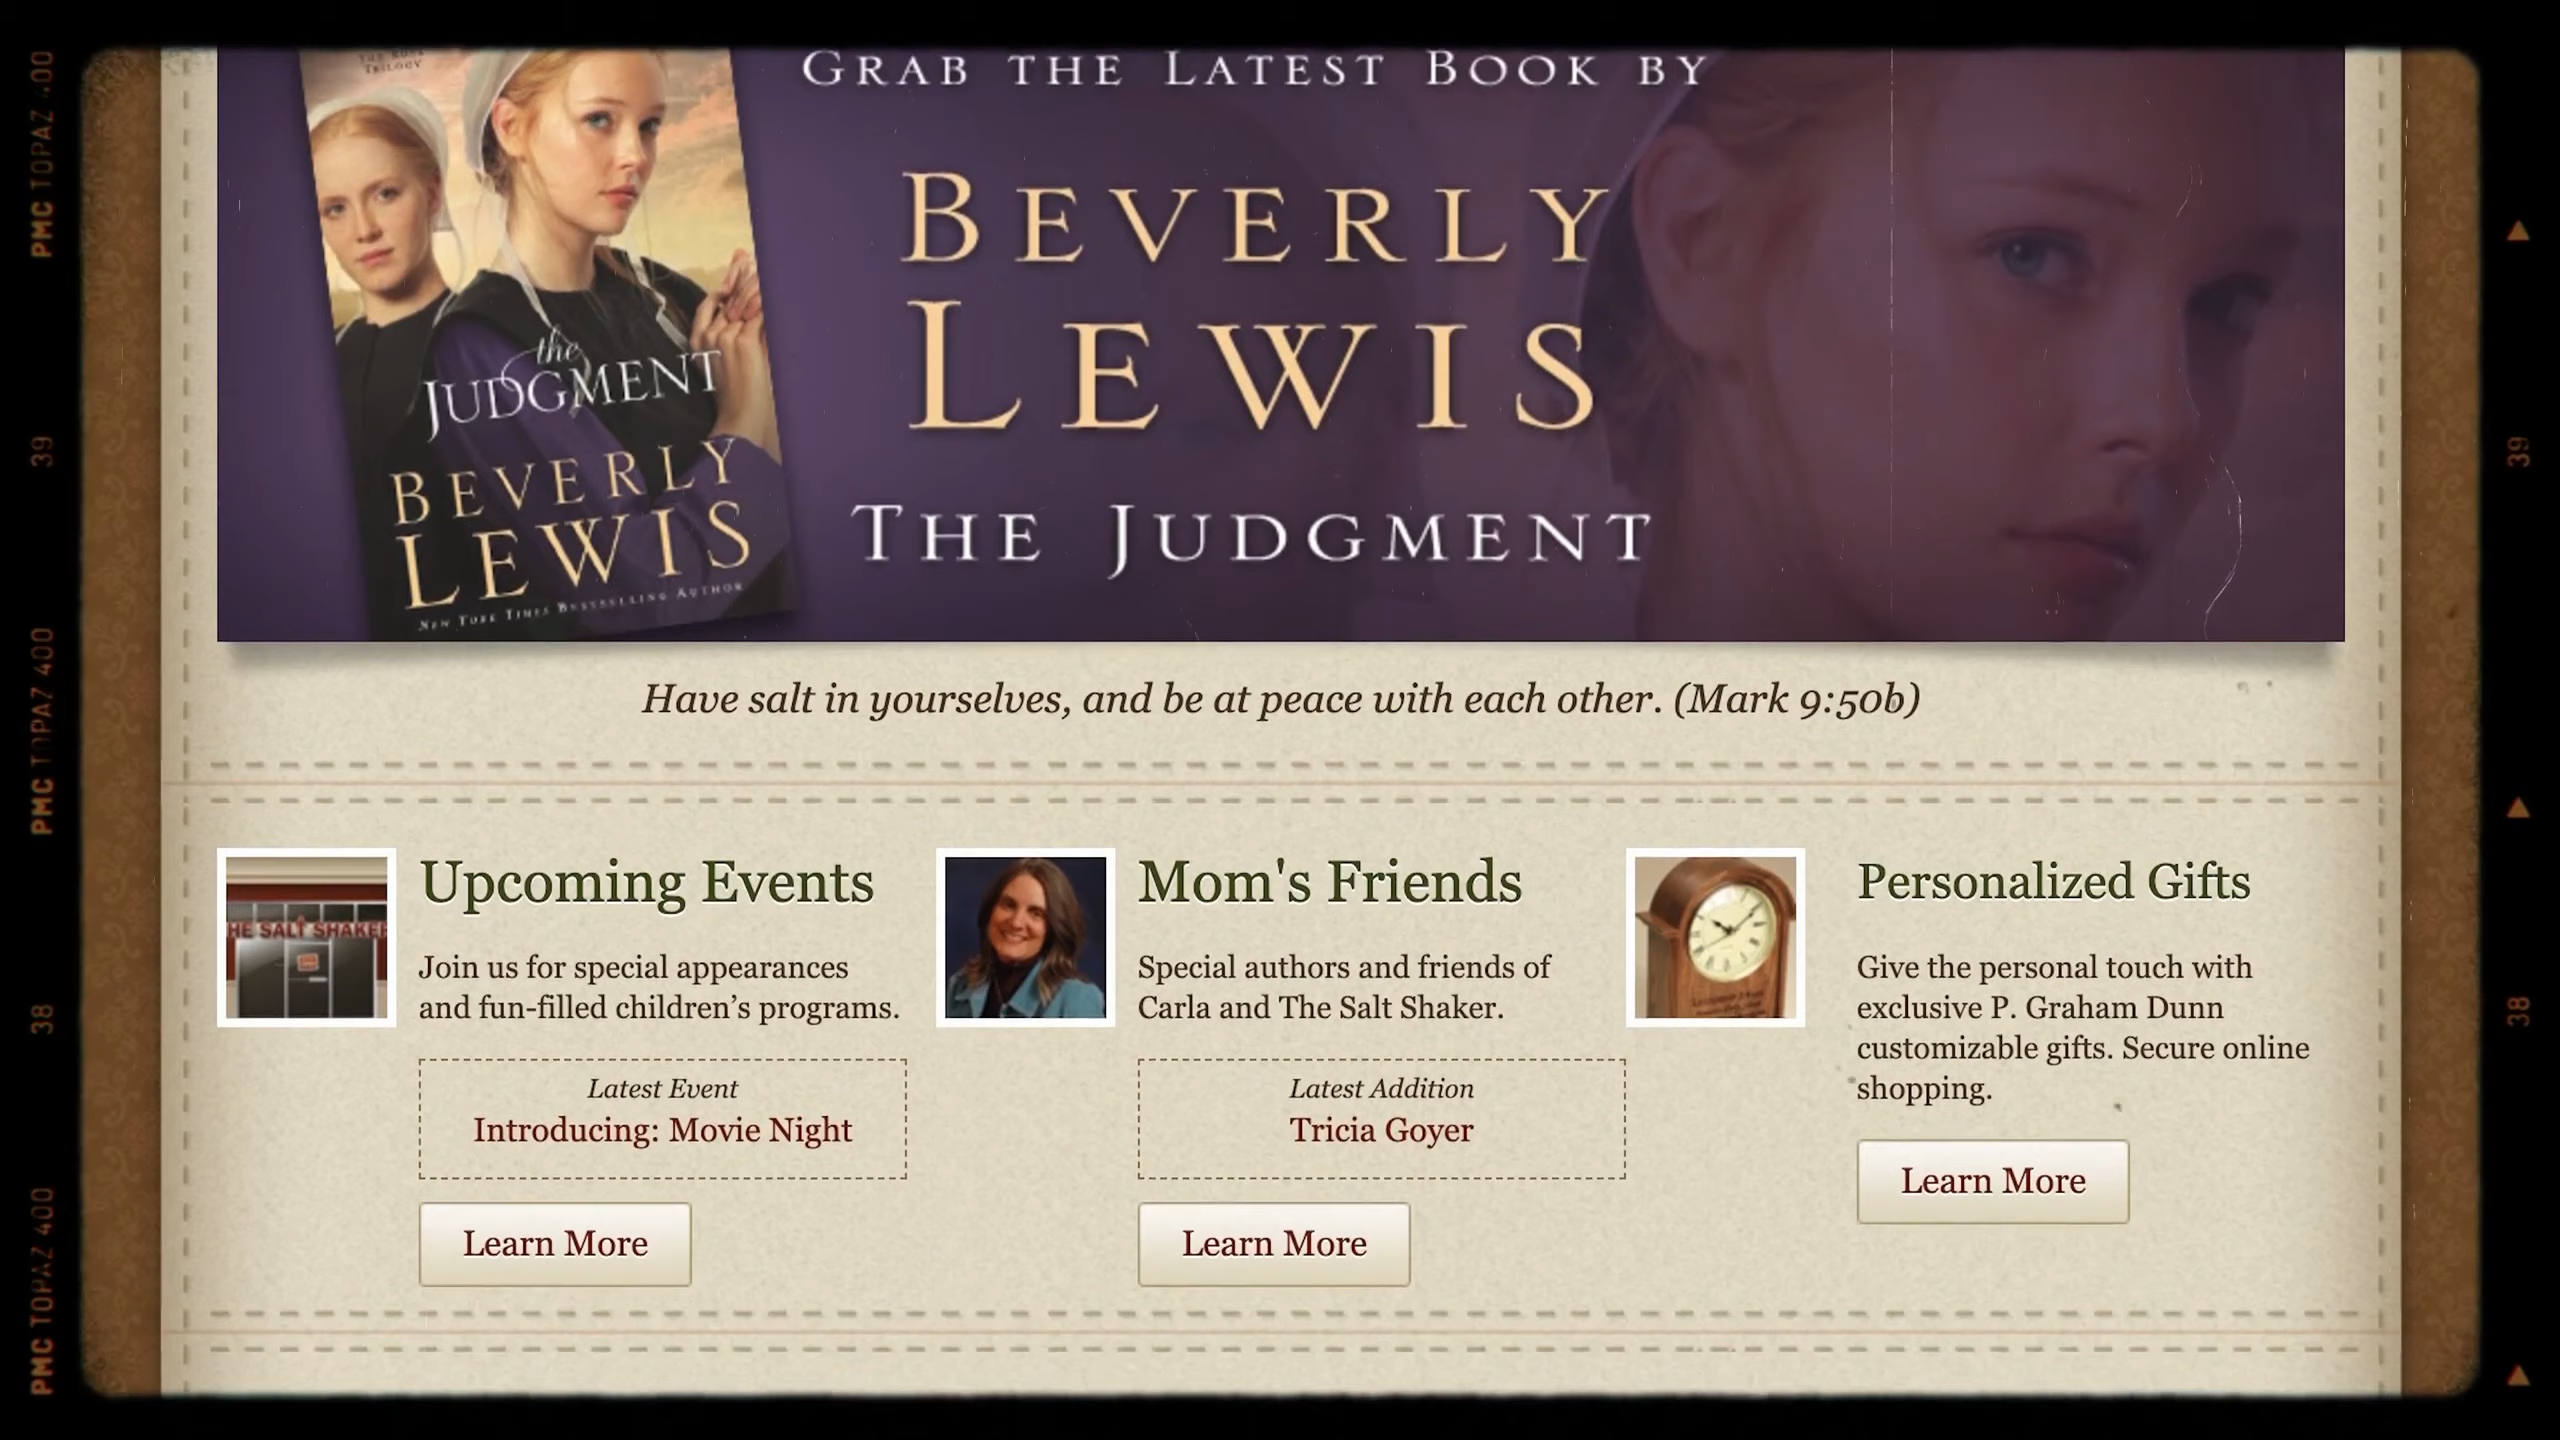 GRAB THE LATEST BOOK BY
BEVERLY
LEWIS
THE JUDGMENT
TRILOGY
the
JUDGMENT
BEVERLY
LEWIS
NEW YORK TIMES BESTSELLING AUTHOR
Have salt in yourselves, and be at peace with each other. (Mark 9:50b)
HE SALT SHAKER
Upcoming Events
Join us for special appearances
and fun-filled children’s programs.
Latest Event
Introducing: Movie Night
Learn More
Mom's Friends
Special authors and friends of
Carla and The Salt Shaker.
Latest Addition
Tricia Goyer
Learn More
Personalized Gifts
Give the personal touch with
exclusive P. Graham Dunn
customizable gifts. Secure online
shopping.
Learn More
PMC TOPAZ 400
39
PMC TOPAZ 400
38
PMC TOPAZ 400
39
38